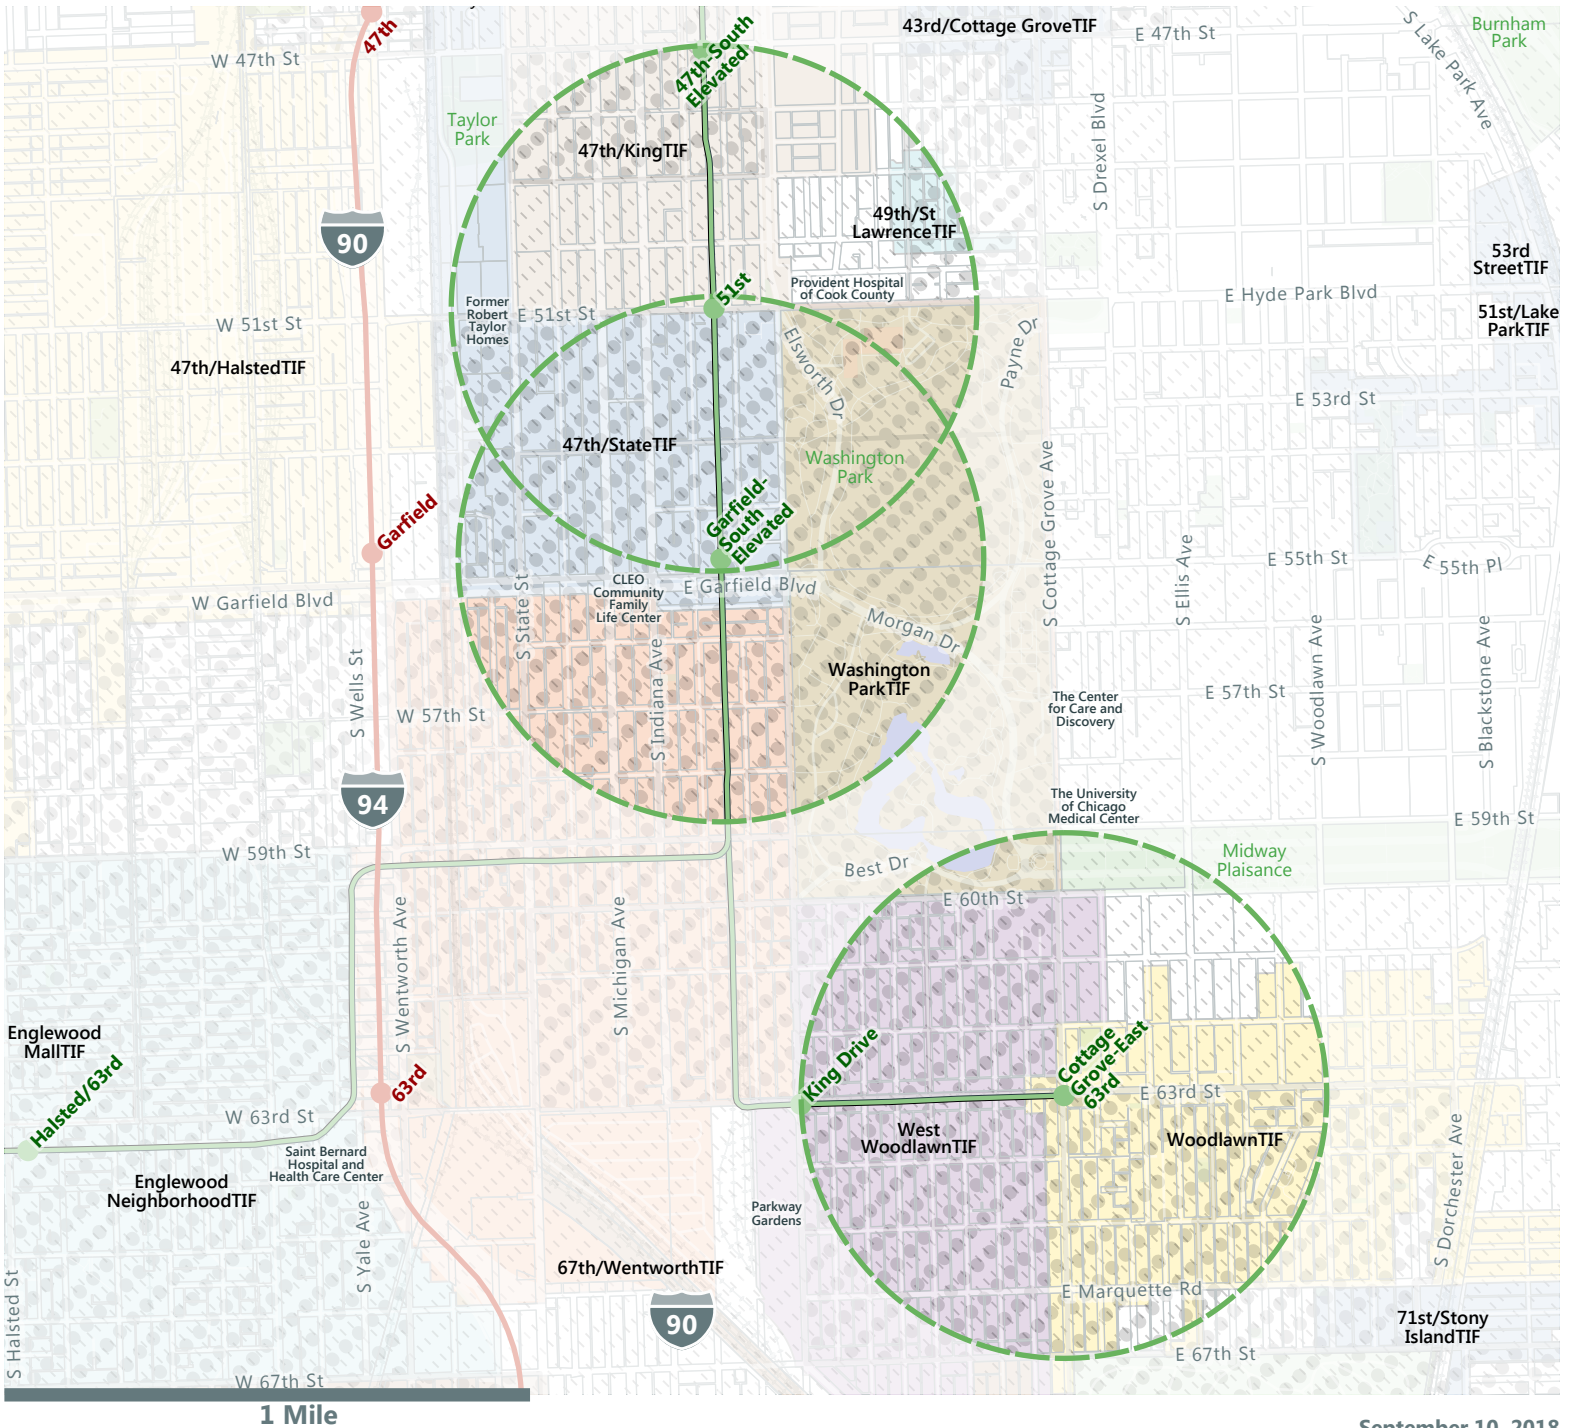 43rd/Cottage GroveTIF
E 47th St
S Lake Park Ave
Burnham
Park
47th
W 47th St
47th-South
Elevated
Taylor
Park
47th/KingTIF
S Drexel Blvd
90
49th/St
LawrenceTIF
53rd
StreetTIF
51st
Provident Hospital
of Cook County
E Hyde Park Blvd
Former
Robert
Taylor
Homes
E 51st St
W 51st St
51st/Lake
ParkTIF
Elsworth Dr
Payne Dr
47th/HalstedTIF
E 53rd St
47th/StateTIF
Washington
Park
S Cottage Grove Ave
Garfield
Garfield-
South
Elevated
S Ellis Ave
E 55th St
E 55th Pl
W Garfield Blvd
S State St
CLEO
Community
Family
Life Center
E Garfield Blvd
Morgan Dr
S Wells St
S Indiana Ave
Washington
ParkTIF
S Woodlawn Ave
S Blackstone Ave
W 57th St
The Center
for Care and
Discovery
E 57th St
94
The University
of Chicago
Medical Center
E 59th St
W 59th St
Best Dr
Midway
Plaisance
E 60th St
S Wentworth Ave
S Michigan Ave
Englewood
MallTIF
Halsted/63rd
63rd
King Drive
Cottage
Grove-East
63rd
E 63rd St
W 63rd St
West
WoodlawnTIF
WoodlawnTIF
Saint Bernard
Hospital and
Health Care Center
Englewood
NeighborhoodTIF
S Dorchester Ave
Parkway
Gardens
S Yale Ave
67th/WentworthTIF
E Marquette Rd
S Halsted St
90
71st/Stony
IslandTIF
E 67th St
W 67th St
1 Mile
September 10, 2018